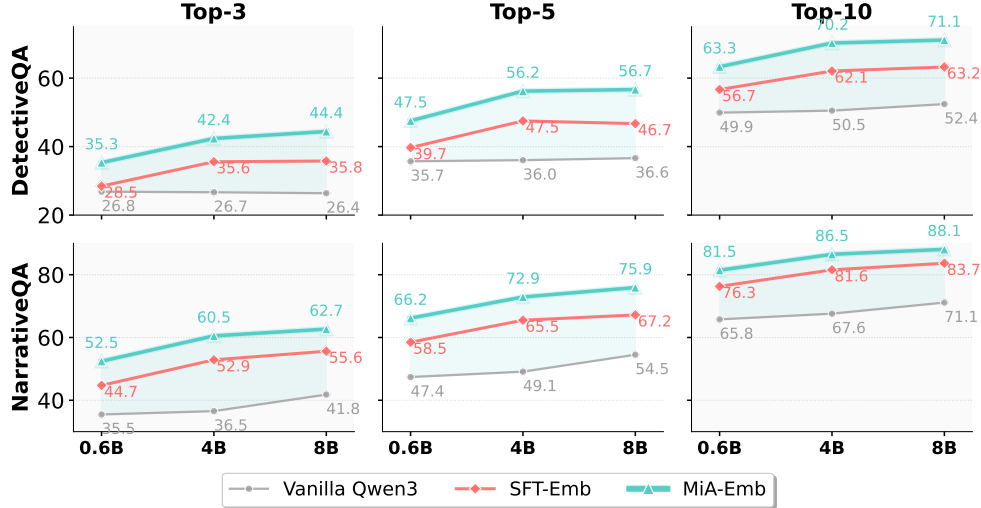 Top-3 Top-5 Top-10
DetectiveQA
60
40
20
35.3 42.4 44.4
28.5 35.6 35.8
26.8 26.7 26.4
47.5 56.2 56.7
39.7 47.5 46.7
35.7 36.0 36.6
63.3 70.2 71.1
56.7 62.1 63.2
49.9 50.5 52.4
NarrativeQA
80
60
40
52.5 60.5 62.7
44.7 52.9 55.6
35.5 36.5 41.8
66.2 72.9 75.9
58.5 65.5 67.2
47.4 49.1 54.5
81.5 86.5 88.1
76.3 81.6 83.7
65.8 67.6 71.1
0.6B 4B 8B 0.6B 4B 8B 0.6B 4B 8B
Vanilla Qwen3 SFT-Emb MiA-Emb